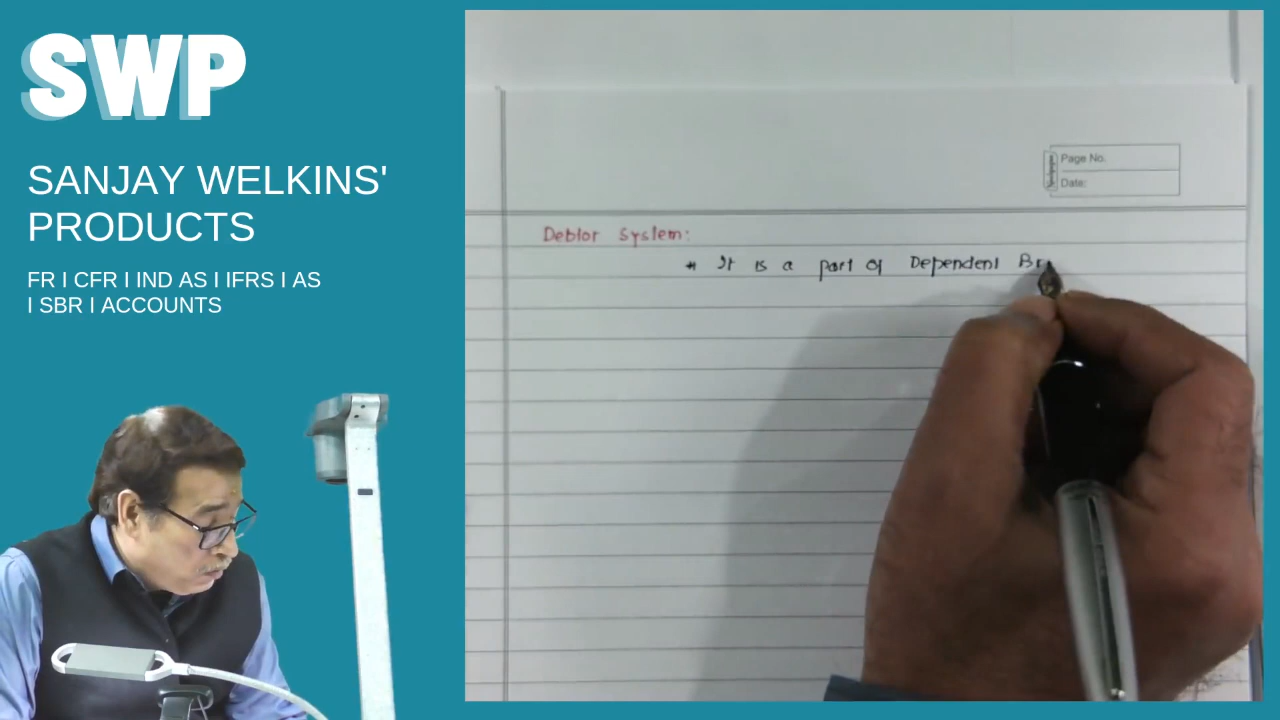 SWP
SANJAY WELKINS'
PRODUCTS
FR I CFR I IND AS I IFRS I AS
I SBR I ACCOUNTS
Page No.
Date:
Debtor System:
* It is a part of Dependent Br